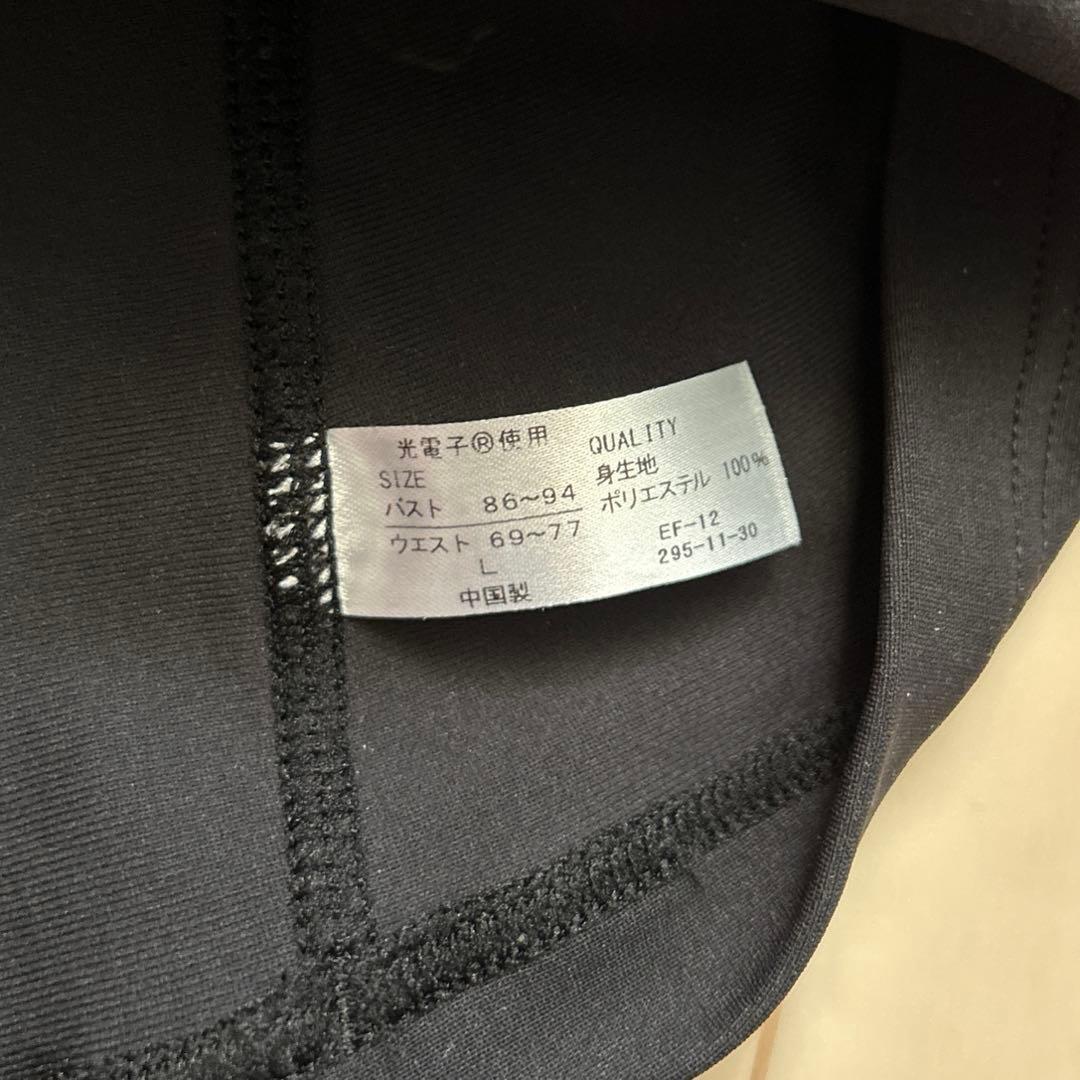 光電子®使用
SIZE
バスト 86~94
ウエスト 69~77
L
中国製
QUALITY
身生地
ポリエステル 100%
EF-12
295-11-30